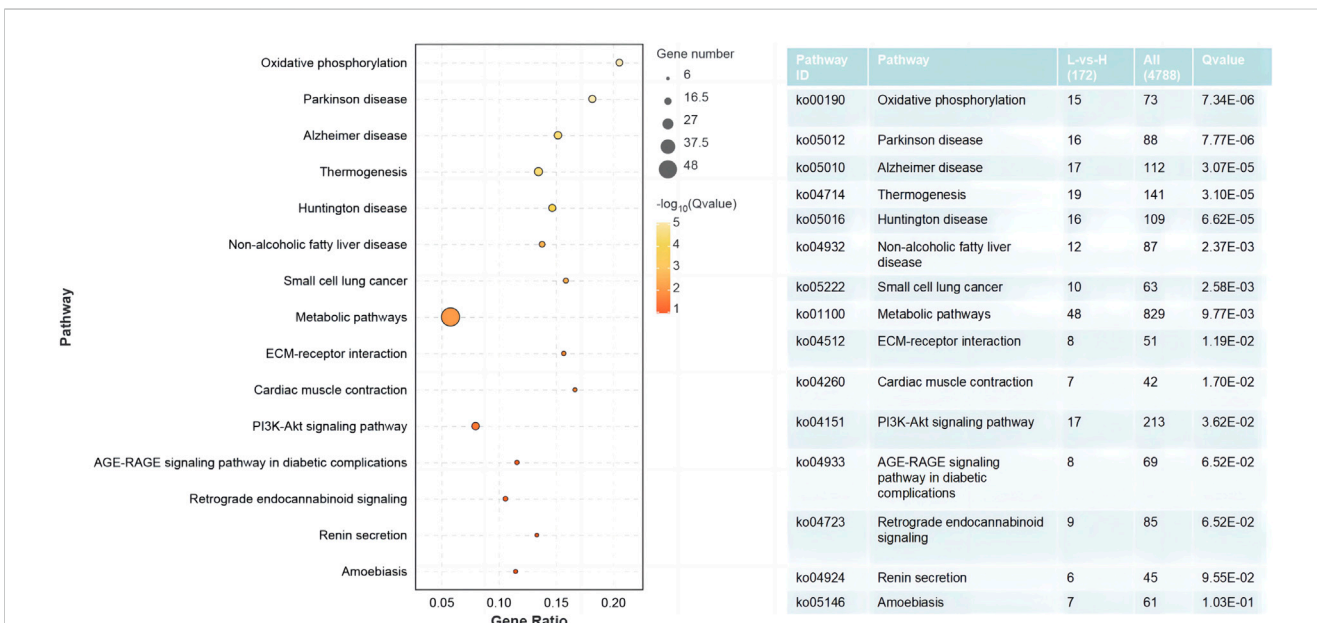 Pathway
Oxidative phosphorylation
Parkinson disease
Alzheimer disease
Thermogenesis
Huntington disease
Non-alcoholic fatty liver disease
Small cell lung cancer
Metabolic pathways
ECM-receptor interaction
Cardiac muscle contraction
PI3K-Akt signaling pathway
AGE-RAGE signaling pathway in diabetic complications
Retrograde endocannabinoid signaling
Renin secretion
Amoebiasis
0.05 0.10 0.15 0.20
Gene Ratio
Gene number
6
16.5
27
37.5
48
-log10(Qvalue)
5
4
3
2
1
Pathway Pathway L-vs-H All Qvalue
ID (172) (4788)
ko00190 Oxidative phosphorylation 15 73 7.34E-06
ko05012 Parkinson disease 16 88 7.77E-06
ko05010 Alzheimer disease 17 112 3.07E-05
ko04714 Thermogenesis 19 141 3.10E-05
ko05016 Huntington disease 16 109 6.62E-05
ko04932 Non-alcoholic fatty liver 12 87 2.37E-03
disease
ko05222 Small cell lung cancer 10 63 2.58E-03
ko01100 Metabolic pathways 48 829 9.77E-03
ko04512 ECM-receptor interaction 8 51 1.19E-02
ko04260 Cardiac muscle contraction 7 42 1.70E-02
ko04151 PI3K-Akt signaling pathway 17 213 3.62E-02
ko04933 AGE-RAGE signaling 8 69 6.52E-02
pathway in diabetic
complications
ko04723 Retrograde endocannabinoid 9 85 6.52E-02
signaling
ko04924 Renin secretion 6 45 9.55E-02
ko05146 Amoebiasis 7 61 1.03E-01